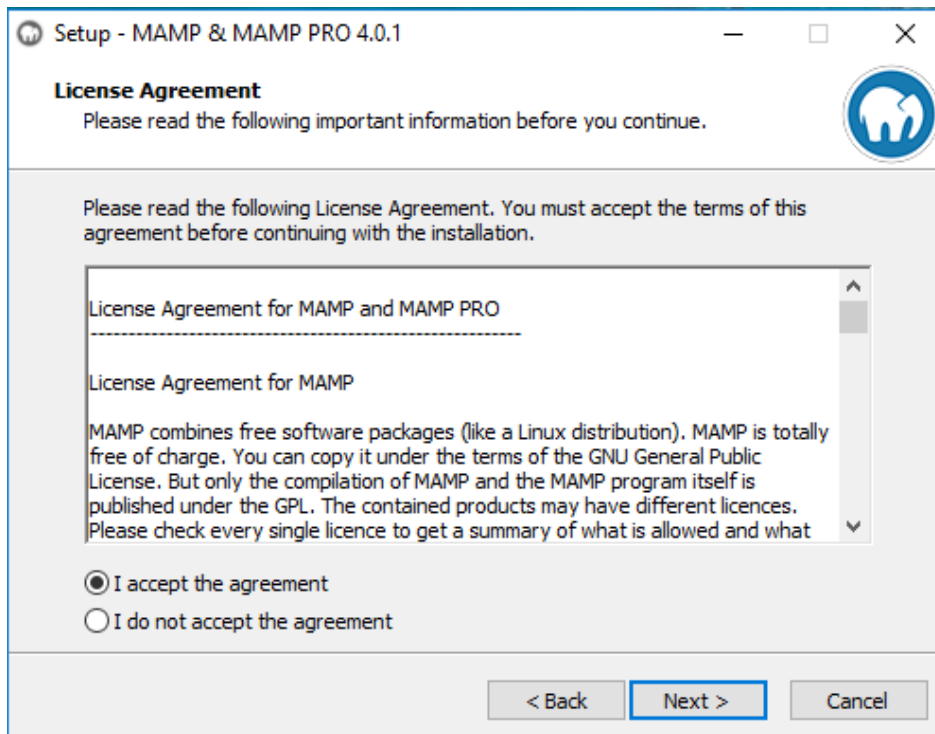 Setup - MAMP & MAMP PRO 4.0.1
License Agreement
Please read the following important information before you continue.
Please read the following License Agreement. You must accept the terms of this
agreement before continuing with the installation.
License Agreement for MAMP and MAMP PRO
---------------------------------------------------------
License Agreement for MAMP
MAMP combines free software packages (like a Linux distribution). MAMP is totally
free of charge. You can copy it under the terms of the GNU General Public
License. But only the compilation of MAMP and the MAMP program itself is
published under the GPL. The contained products may have different licences.
Please check every single licence to get a summary of what is allowed and what
I accept the agreement
I do not accept the agreement
< Back Next > Cancel